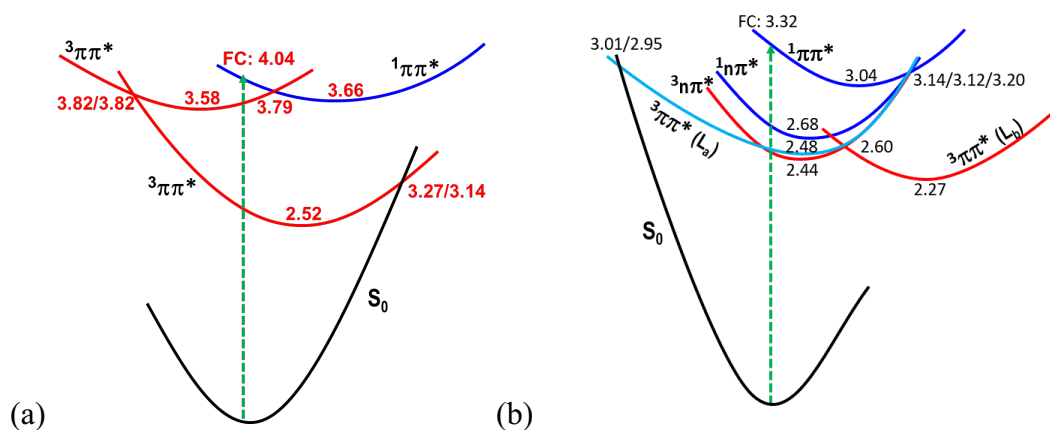 ³ππ*
FC: 4.04
¹ππ*
3.82/3.82
3.58
3.79
3.66
³ππ*
2.52
3.27/3.14
S₀
(a)
FC: 3.32
3.01/2.95
¹ππ*
¹nπ*
³nπ*
3.04
3.14/3.12/3.20
³ππ* (Lₐ)
2.68
2.48
2.60
2.44
³ππ* (L_b)
2.27
S₀
(b)